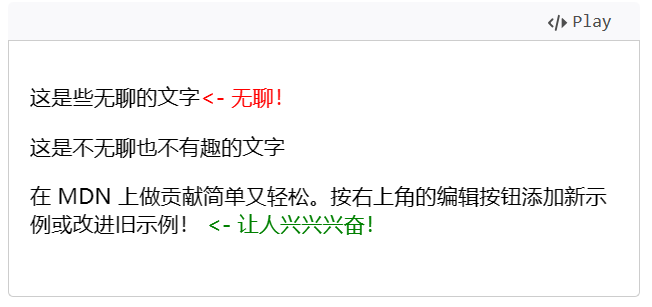 Play
这是些无聊的文字<- 无聊!
这是不无聊也不有趣的文字
在 MDN 上做贡献简单又轻松。按右上角的编辑按钮添加新示
例或改进旧示例! <- 让人兴兴兴奋!